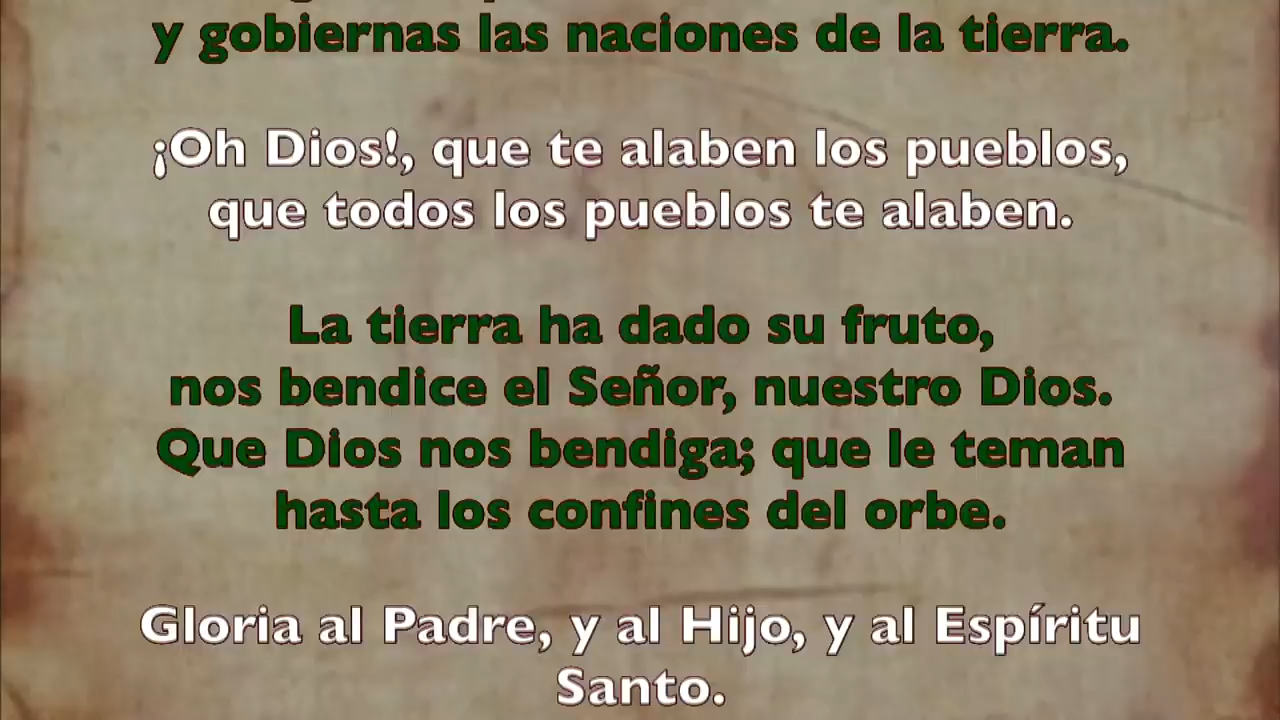 y gobiernas las naciones de la tierra.
¡Oh Dios!, que te alaben los pueblos,
que todos los pueblos te alaben.
La tierra ha dado su fruto,
nos bendice el Señor, nuestro Dios.
Que Dios nos bendiga; que le teman
hasta los confines del orbe.
Gloria al Padre, y al Hijo, y al Espíritu
Santo.